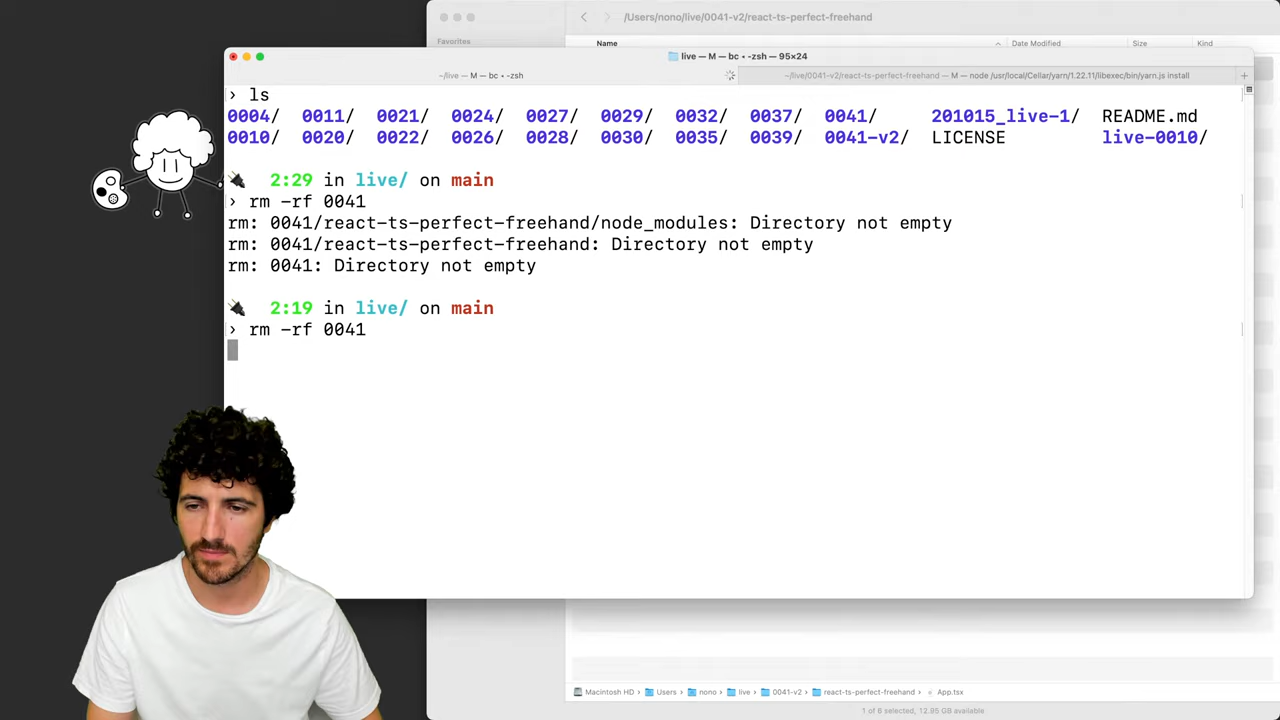 /Users/nono/live/0041-v2/react-ts-perfect-freehand
Favorites
Name
Date Modified
Size
Kind
live — M — bc • -zsh — 95×24
~/live — M — bc • -zsh
~/live/0041-v2/react-ts-perfect-freehand — M — node /usr/local/Cellar/yarn/1.22.11/libexec/bin/yarn.js install
› ls
0004/ 0011/ 0021/ 0024/ 0027/ 0029/ 0032/ 0037/ 0041/ 201015_live-1/ README.md
0010/ 0020/ 0022/ 0026/ 0028/ 0030/ 0035/ 0039/ 0041-v2/ LICENSE live-0010/
2:29 in live/ on main
› rm -rf 0041
rm: 0041/react-ts-perfect-freehand/node_modules: Directory not empty
rm: 0041/react-ts-perfect-freehand: Directory not empty
rm: 0041: Directory not empty
2:19 in live/ on main
› rm -rf 0041
Macintosh HD › Users › nono › live › 0041-v2 › react-ts-perfect-freehand › App.tsx
1 of 6 selected, 12.95 GB available